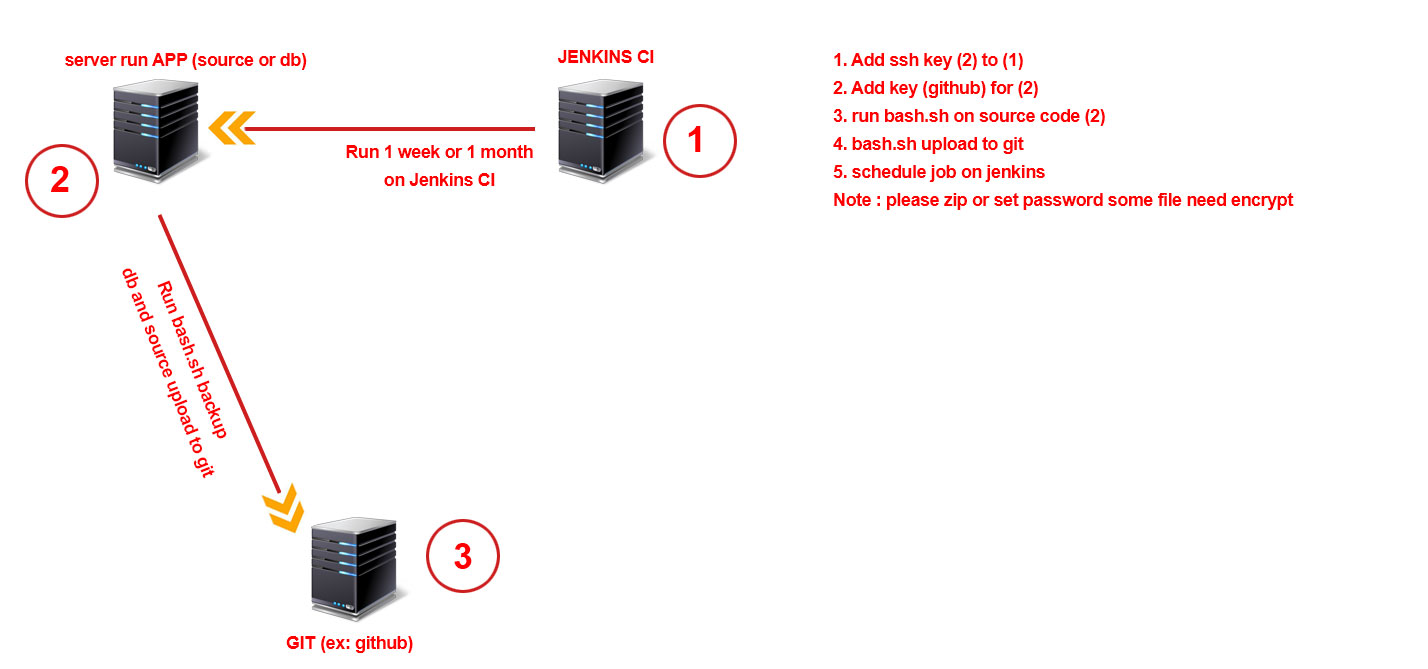 server run APP (source or db)
JENKINS CI
1
Run 1 week or 1 month
on Jenkins CI
2
Run bash.sh backup
db and source upload to git
3
GIT (ex: github)
1. Add ssh key (2) to (1)
2. Add key (github) for (2)
3. run bash.sh on source code (2)
4. bash.sh upload to git
5. schedule job on jenkins
Note : please zip or set password some file need encrypt